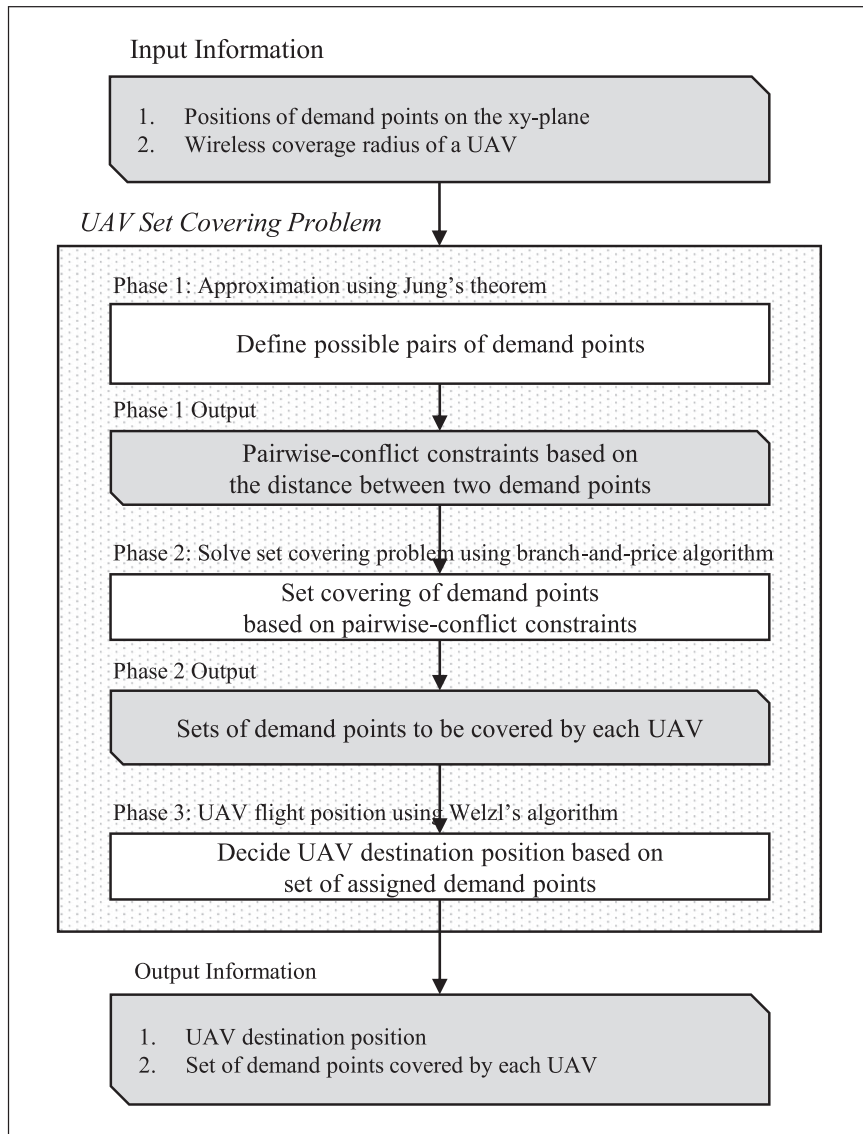 Input Information
1. Positions of demand points on the xy-plane
2. Wireless coverage radius of a UAV
UAV Set Covering Problem
Phase 1: Approximation using Jung's theorem
Define possible pairs of demand points
Phase 1 Output
Pairwise-conflict constraints based on
the distance between two demand points
Phase 2: Solve set covering problem using branch-and-price algorithm
Set covering of demand points
based on pairwise-conflict constraints
Phase 2 Output
Sets of demand points to be covered by each UAV
Phase 3: UAV flight position using Welzl's algorithm
Decide UAV destination position based on
set of assigned demand points
Output Information
1. UAV destination position
2. Set of demand points covered by each UAV